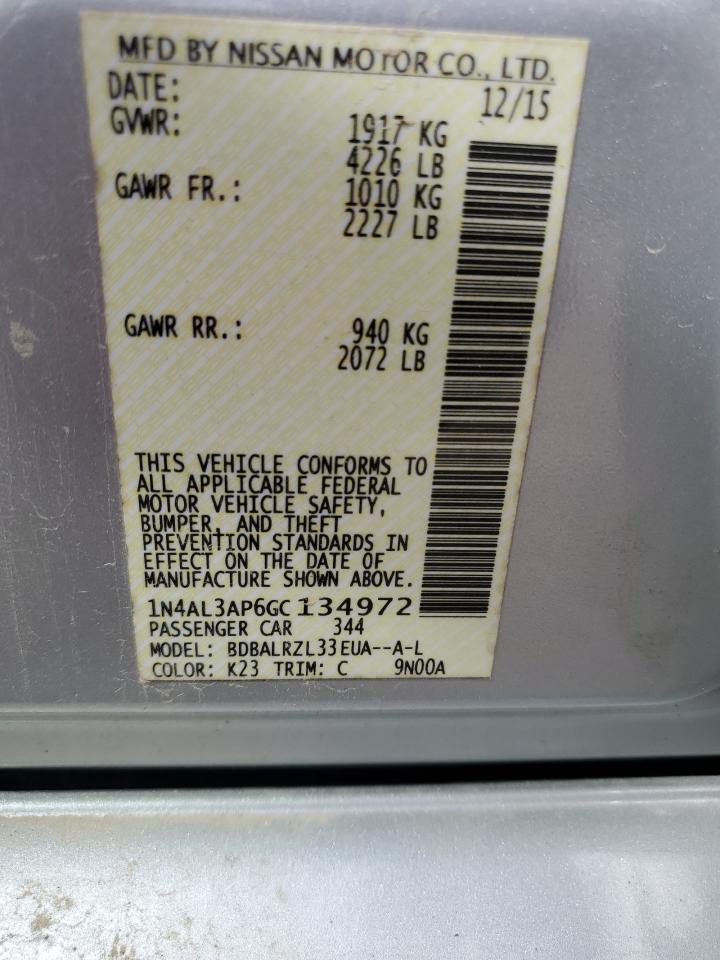 MFD BY NISSAN MOTOR CO., LTD.
DATE: 12/15
GVWR: 1917 KG
4226 LB
GAWR FR.: 1010 KG
2227 LB
GAWR RR.: 940 KG
2072 LB
THIS VEHICLE CONFORMS TO
ALL APPLICABLE FEDERAL
MOTOR VEHICLE SAFETY,
BUMPER, AND THEFT
PREVENTION STANDARDS IN
EFFECT ON THE DATE OF
MANUFACTURE SHOWN ABOVE.
1N4AL3AP6GC134972
PASSENGER CAR 344
MODEL: BDBALRZL33EUA--A-L
COLOR: K23 TRIM: C 9N00A